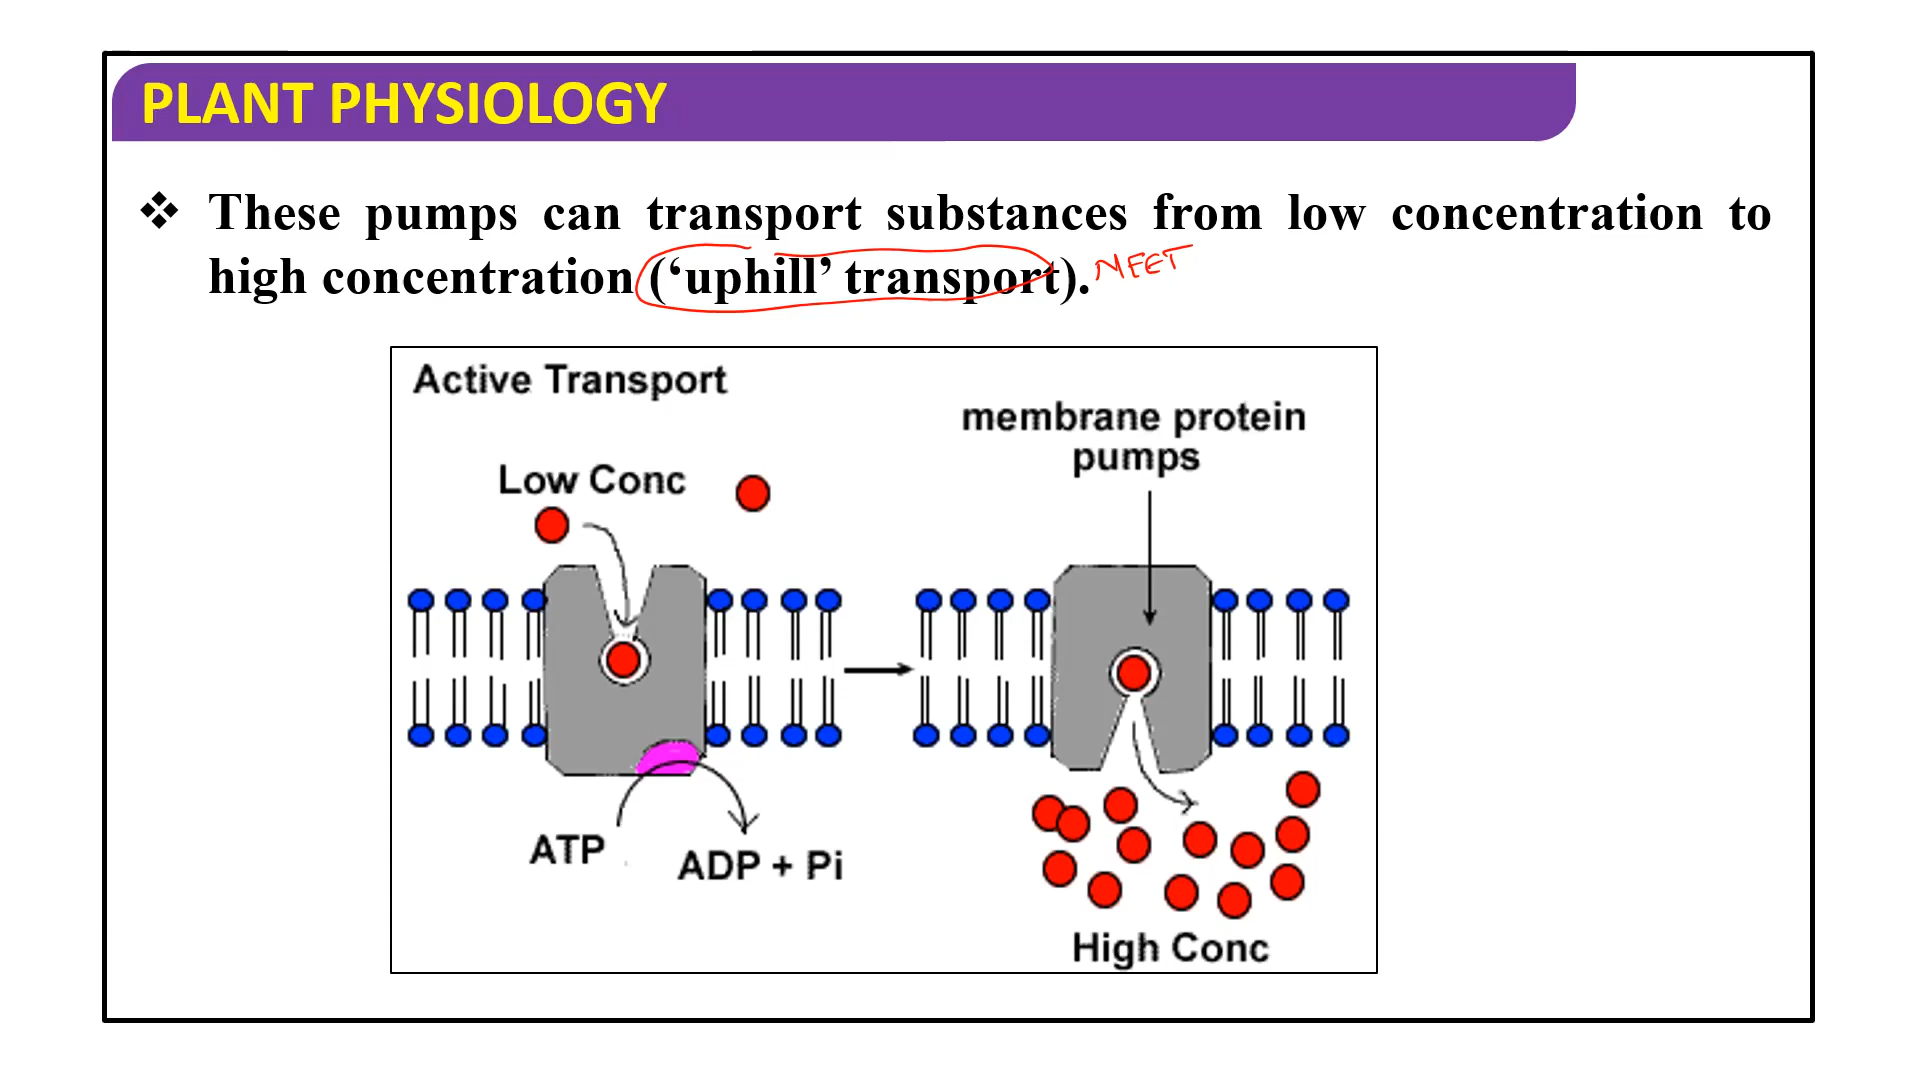 PLANT PHYSIOLOGY
❖ These pumps can transport substances from low concentration to
high concentration (‘uphill’ transport). NEET
Active Transport
membrane protein
pumps
Low Conc
ATP
ADP + Pi
High Conc